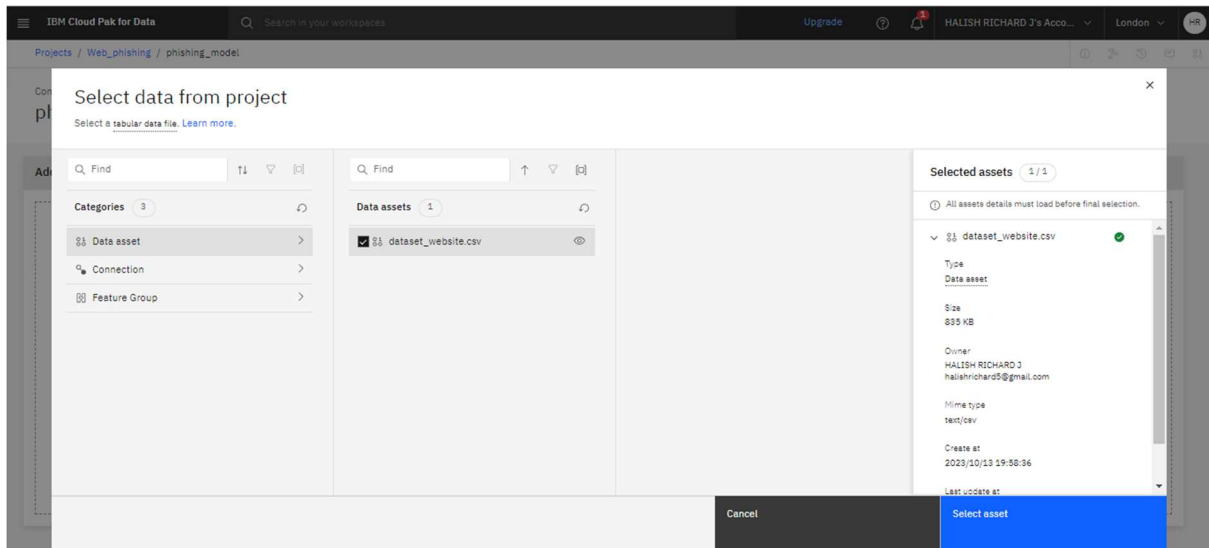 IBM Cloud Pak for Data
Search in your workspaces
Upgrade
1
HALISH RICHARD J's Acco...
London
HR
Projects / Web_phishing / phishing_model
Con
ph
Select data from project
Select a tabular data file. Learn more.
Add
Find
Find
Selected assets 1/1
Categories 3
Data assets 1
All assets details must load before final selection.
Data asset
dataset_website.csv
dataset_website.csv
Connection
Feature Group
Type
Data asset
Size
835 KB
Owner
HALISH RICHARD J
halishrichard5@gmail.com
Mime type
text/csv
Create at
2023/10/13 19:58:36
Last update at
Cancel
Select asset